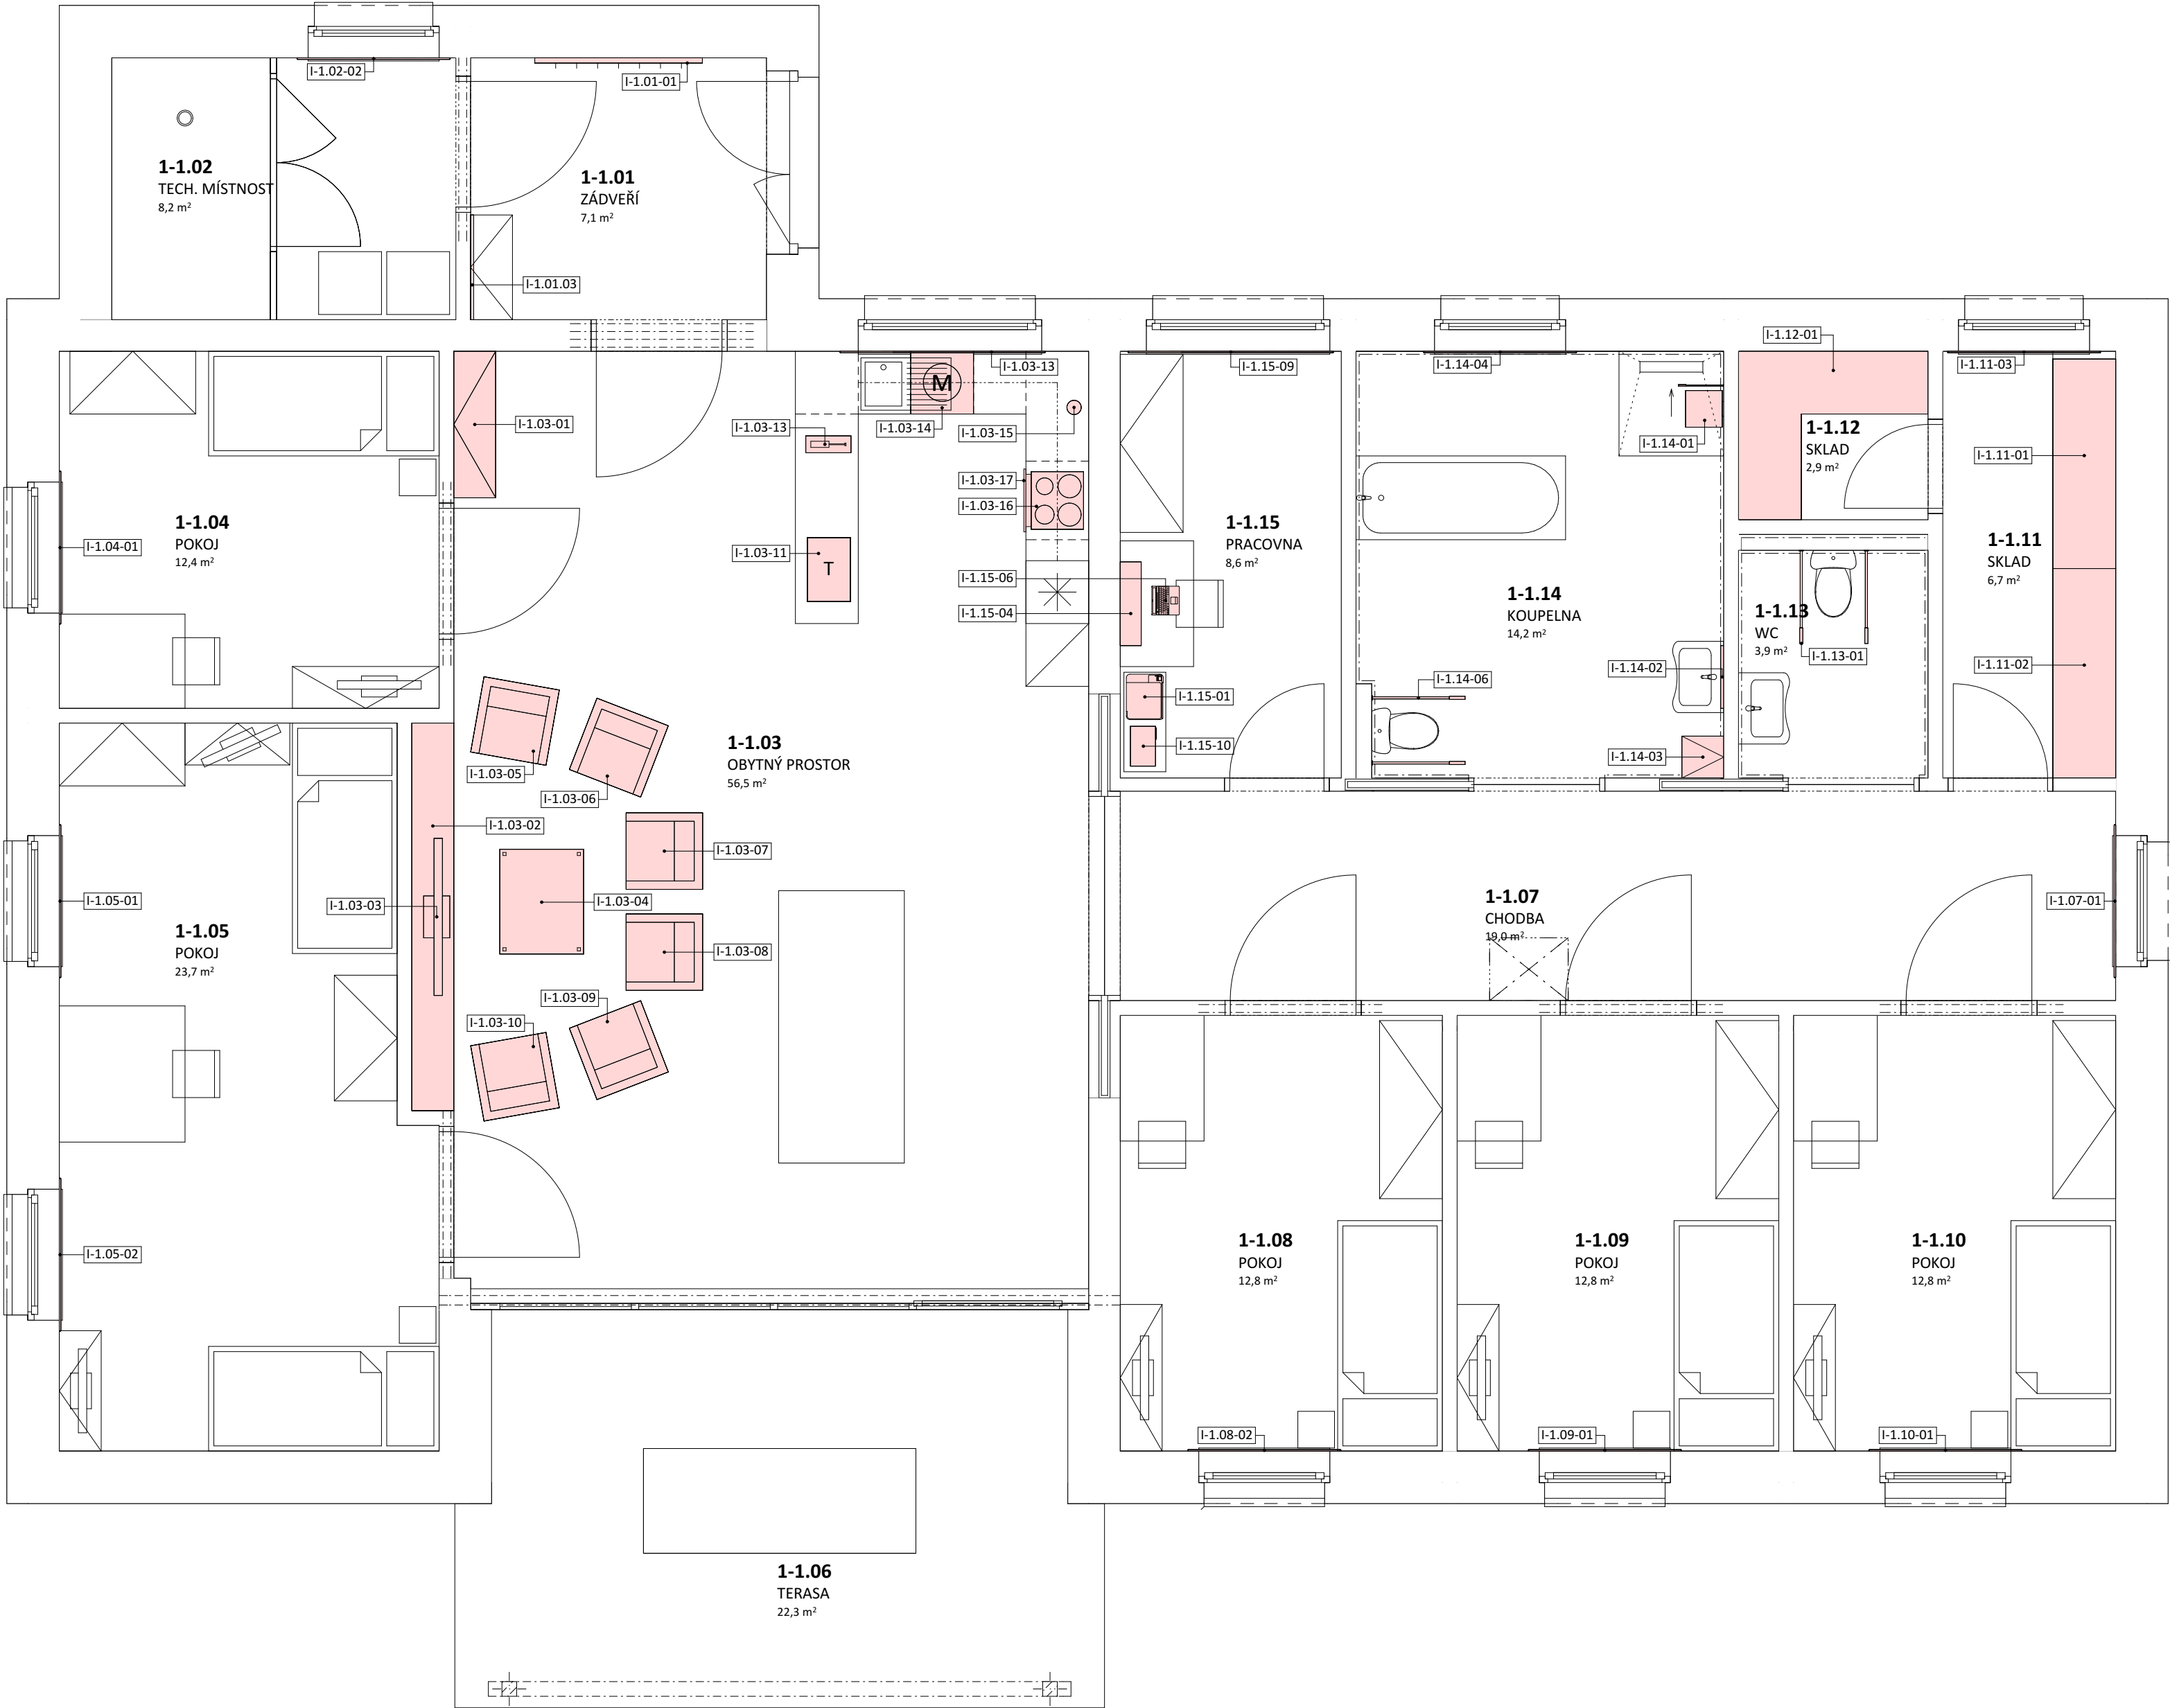 I-1.02-02
I-1.01-01
1-1.02
TECH. MÍSTNOST
8,2 m²
1-1.01
ZÁDVEŘÍ
7,1 m²
I-1.01.03
I-1.03-01
I-1.03-13
M
I-1.03-13
I-1.03-14
I-1.03-15
I-1.03-17
I-1.03-16
I-1.03-11
T
I-1.15-09
I-1.14-04
I-1.12-01
I-1.11-03
I-1.14-01
1-1.12
SKLAD
2,9 m²
I-1.11-01
1-1.04
POKOJ
12,4 m²
I-1.04-01
1-1.15
PRACOVNA
8,6 m²
I-1.15-06
I-1.15-04
1-1.14
KOUPELNA
14,2 m²
1-1.13
WC
3,9 m²
I-1.13-01
1-1.11
SKLAD
6,7 m²
I-1.11-02
I-1.14-02
I-1.14-06
I-1.15-01
I-1.15-10
I-1.14-03
1-1.03
OBYTNÝ PROSTOR
56,5 m²
I-1.03-05
I-1.03-06
I-1.03-02
I-1.03-07
I-1.03-03
I-1.03-04
I-1.03-08
I-1.03-09
I-1.03-10
I-1.05-01
1-1.05
POKOJ
23,7 m²
1-1.07
CHODBA
19,0 m²
I-1.07-01
I-1.05-02
1-1.08
POKOJ
12,8 m²
1-1.09
POKOJ
12,8 m²
1-1.10
POKOJ
12,8 m²
I-1.08-02
I-1.09-01
I-1.10-01
1-1.06
TERASA
22,3 m²